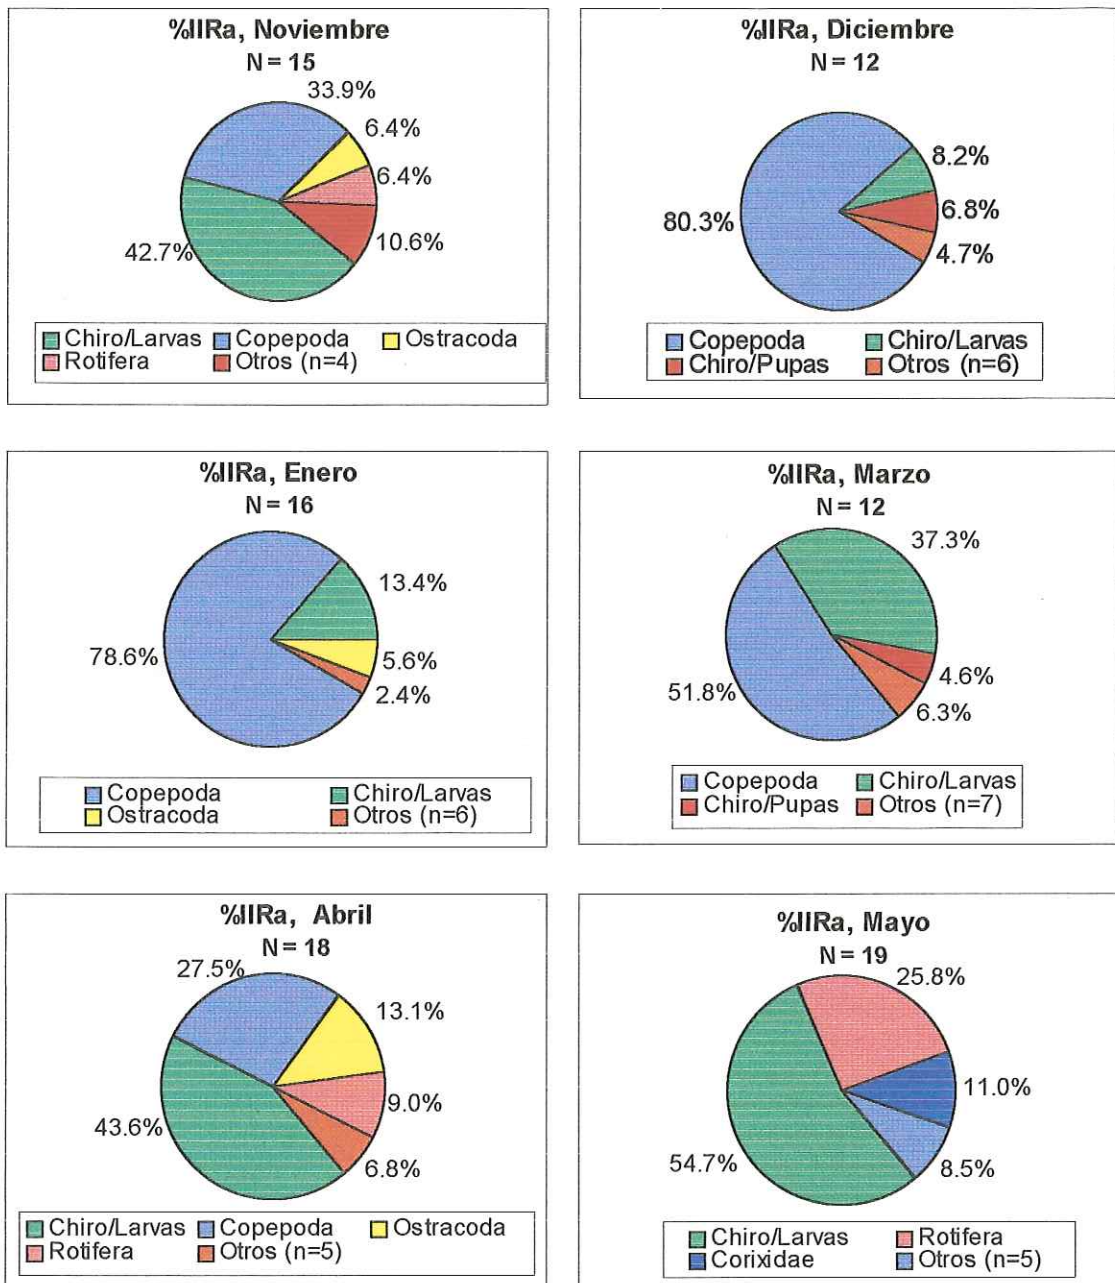 %IIRa, Noviembre
N = 15
33.9%
6.4%
6.4%
10.6%
42.7%
Chiro/Larvas Copepoda Ostracoda
Rotifera Otros (n=4)
%IIRa, Diciembre
N = 12
8.2%
6.8%
4.7%
80.3%
Copepoda Chiro/Larvas
Chiro/Pupas Otros (n=6)
%IIRa, Enero
N = 16
13.4%
5.6%
2.4%
78.6%
Copepoda Chiro/Larvas
Ostracoda Otros (n=6)
%IIRa, Marzo
N = 12
37.3%
4.6%
6.3%
51.8%
Copepoda Chiro/Larvas
Chiro/Pupas Otros (n=7)
%IIRa, Abril
N = 18
27.5%
13.1%
9.0%
6.8%
43.6%
Chiro/Larvas Copepoda Ostracoda
Rotifera Otros (n=5)
%IIRa, Mayo
N = 19
25.8%
11.0%
8.5%
54.7%
Chiro/Larvas Rotifera
Corixidae Otros (n=5)